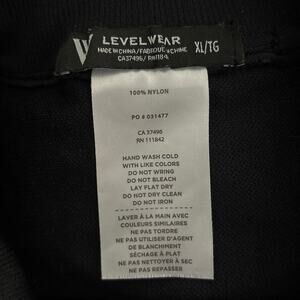 LEVELWEAR
MADE IN CHINA/FABRIQUÉ EN CHINE
CA37496/ RN118
XL/TG
100% NYLON
PO # 031477
CA 37496
RN 111842
HAND WASH COLD
WITH LIKE COLORS
DO NOT WRING
DO NOT BLEACH
LAY FLAT DRY
DO NOT DRY CLEAN
DO NOT IRON
LAVER À LA MAIN AVEC
COULEURS SIMILAIRES
NE PAS TORDRE
NE PAS UTILISER D'AGENT
DE BLANCHIMENT
SÉCHAGE À PLAT
NE PAS NETTOYER À SEC
NE PAS REPASSER